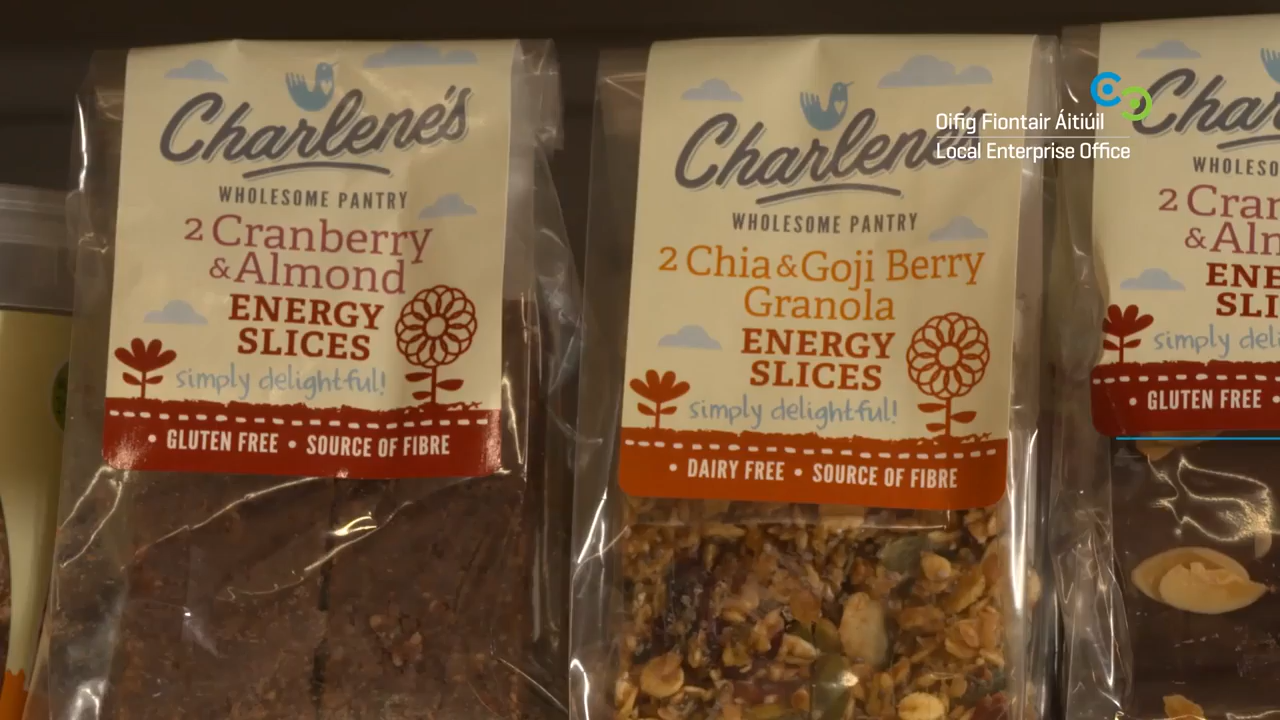 Charlene's
WHOLESOME PANTRY
2 Cranberry
& Almond
ENERGY
SLICES
simply delightful!
• GLUTEN FREE • SOURCE OF FIBRE
Charlene's
WHOLESOME PANTRY
2 Chia & Goji Berry
Granola
ENERGY
SLICES
simply delightful!
• DAIRY FREE • SOURCE OF FIBRE
Oifig Fiontair Áitiúil
Local Enterprise Office
• GLUTEN FREE •